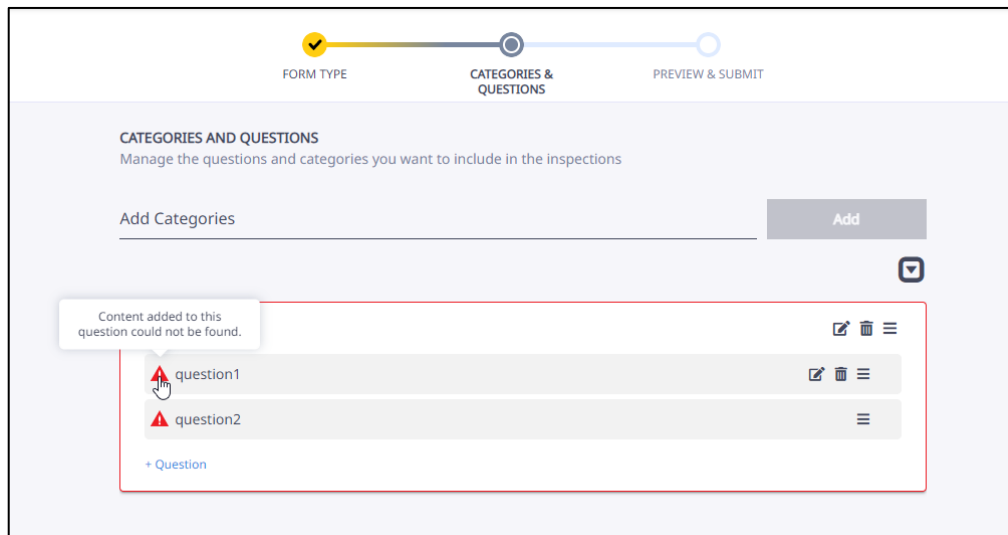 FORM TYPE
CATEGORIES &
QUESTIONS
PREVIEW & SUBMIT
CATEGORIES AND QUESTIONS
Manage the questions and categories you want to include in the inspections
Add Categories
Add
Content added to this
question could not be found.
question1
question2
+ Question